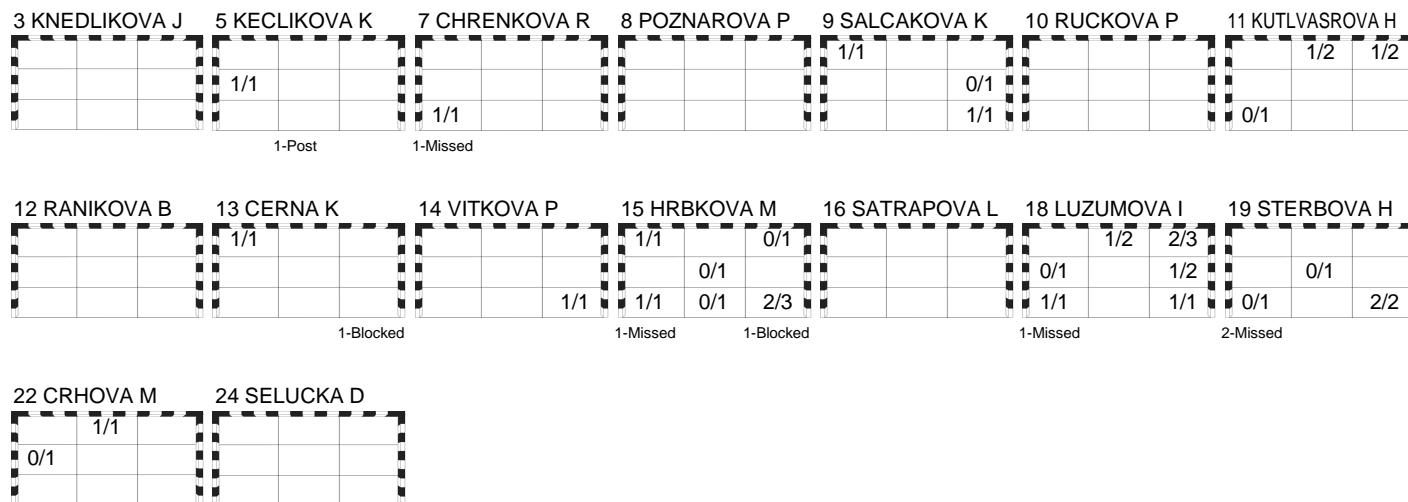 3 KNEDLIKOVA J 5 KECLIKOVA K 7 CHRENKOVA R 8 POZNAROVA P 9 SALCAKOVA K 10 RUCKOVA P 11 KUTLVASROVA H
1/1 1/2 1/2
1/1 0/1
1/1 1/1 0/1
1-Post 1-Missed
12 RANIKOVA B 13 CERNA K 14 VITKOVA P 15 HRBKOVA M 16 SATRAPOVA L 18 LUZUMOVA I 19 STERBOVA H
1/1 1/1 0/1 1/2 2/3
0/1 0/1 1/2 0/1
1/1 1/1 0/1 2/3 1/1 1/1 0/1 2/2
1-Blocked 1-Missed 1-Blocked 1-Missed 2-Missed
22 CRHOVA M 24 SELUCKA D
1/1
0/1